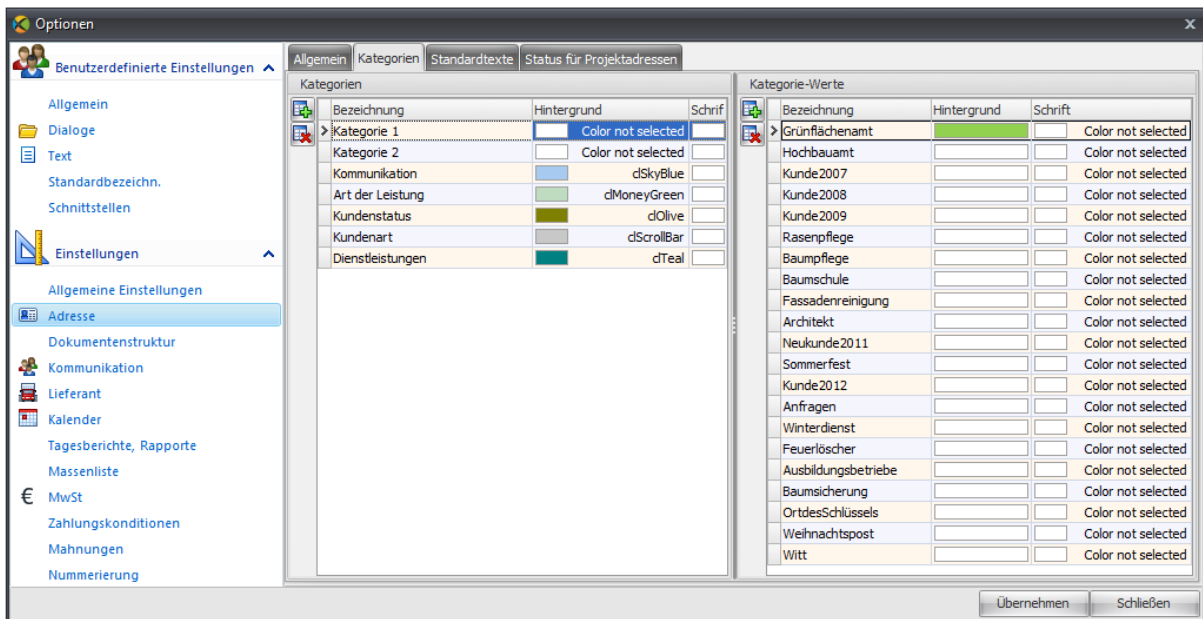 Optionen x
Benutzerdefinierte Einstellungen
Allgemein
Dialoge
Text
Standardbezeichn.
Schnittstellen
Einstellungen
Allgemeine Einstellungen
Adresse
Dokumentenstruktur
Kommunikation
Lieferant
Kalender
Tagesberichte, Rapporte
Massenliste
€ MwSt
Zahlungskonditionen
Mahnungen
Nummerierung
Allgemein Kategorien Standardtexte Status für Projektadressen
Kategorien
Bezeichnung Hintergrund Schrif
Kategorie 1 Color not selected
Kategorie 2 Color not selected
Kommunikation clSkyBlue
Art der Leistung clMoneyGreen
Kundenstatus clOlive
Kundenart clScrollBar
Dienstleistungen clTeal
Kategorie-Werte
Bezeichnung Hintergrund Schrift
Grünflächenamt Color not selected
Hochbauamt Color not selected
Kunde2007 Color not selected
Kunde2008 Color not selected
Kunde2009 Color not selected
Rasenpflege Color not selected
Baumpflege Color not selected
Baumschule Color not selected
Fassadenreinigung Color not selected
Architekt Color not selected
Neukunde2011 Color not selected
Sommerfest Color not selected
Kunde2012 Color not selected
Anfragen Color not selected
Winterdienst Color not selected
Feuerlöscher Color not selected
Ausbildungsbetriebe Color not selected
Baumsicherung Color not selected
OrtdesSchlüssels Color not selected
Weihnachtspost Color not selected
Witt Color not selected
Übernehmen Schließen